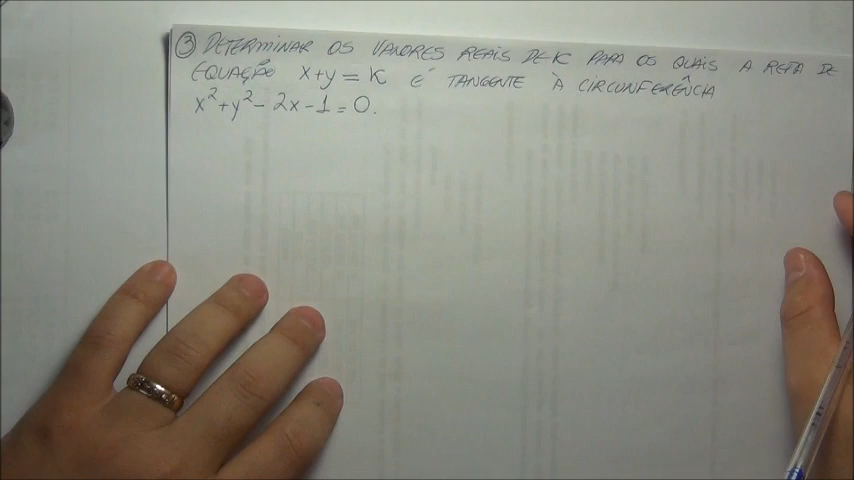 ③ DETERMINAR OS VALORES REAIS DE K PARA OS QUAIS A RETA DE
EQUAÇÃO x+y=K É TANGENTE À CIRCUNFERÊNCIA
x²+y²-2x-1=0.